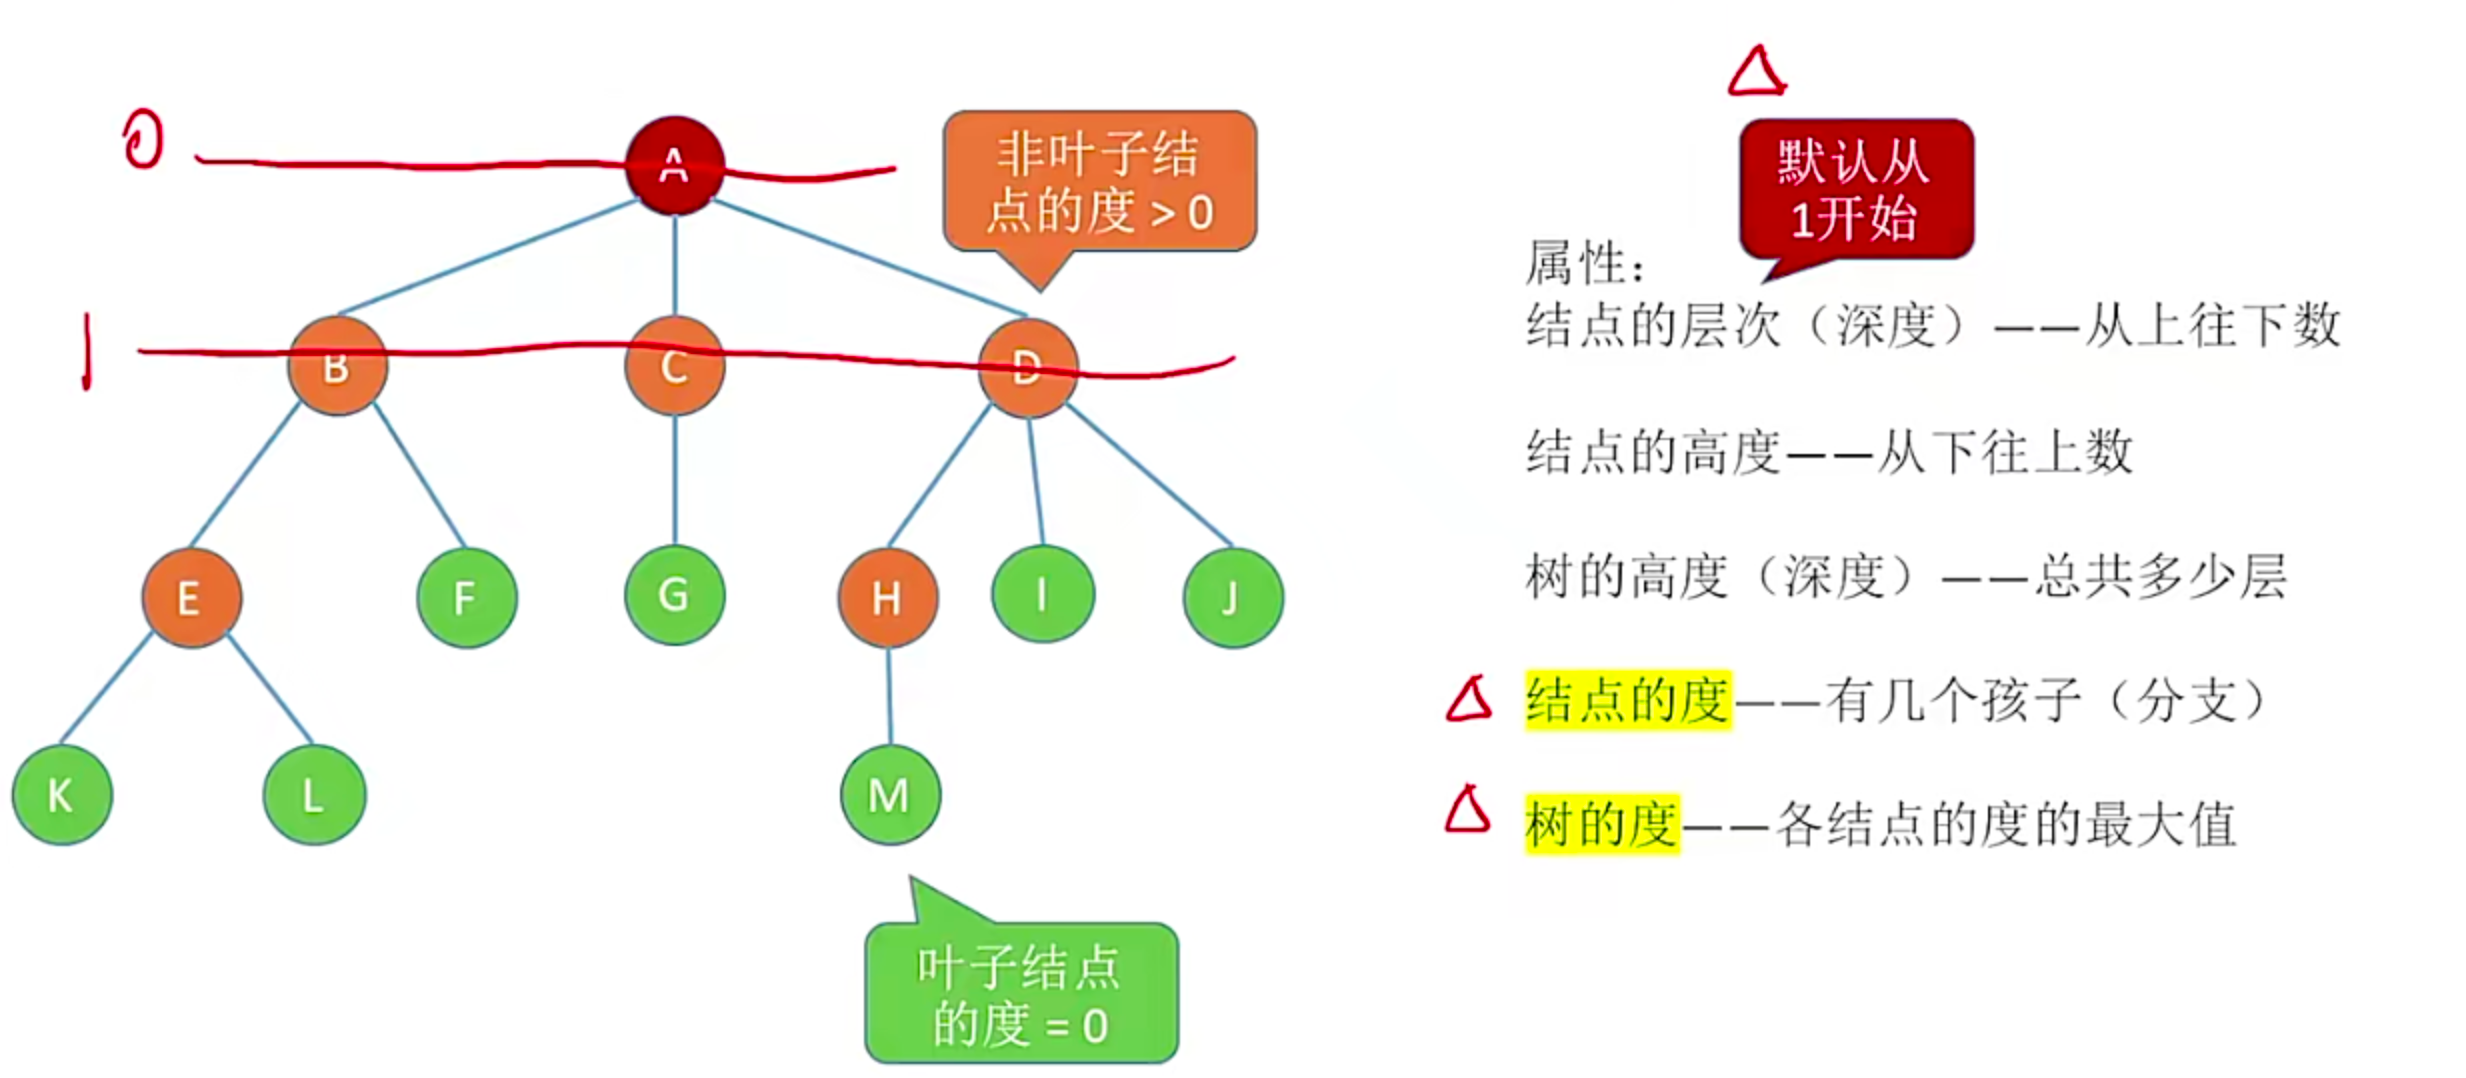 0
A
非叶子结
点的度 > 0
默认从
1开始
属性：
1
B
C
D
结点的层次（深度）——从上往下数
结点的高度——从下往上数
E
F
G
H
I
J
树的高度（深度）——总共多少层
结点的度——有几个孩子（分支）
K
L
M
树的度——各结点的度的最大值
叶子结点
的度 = 0